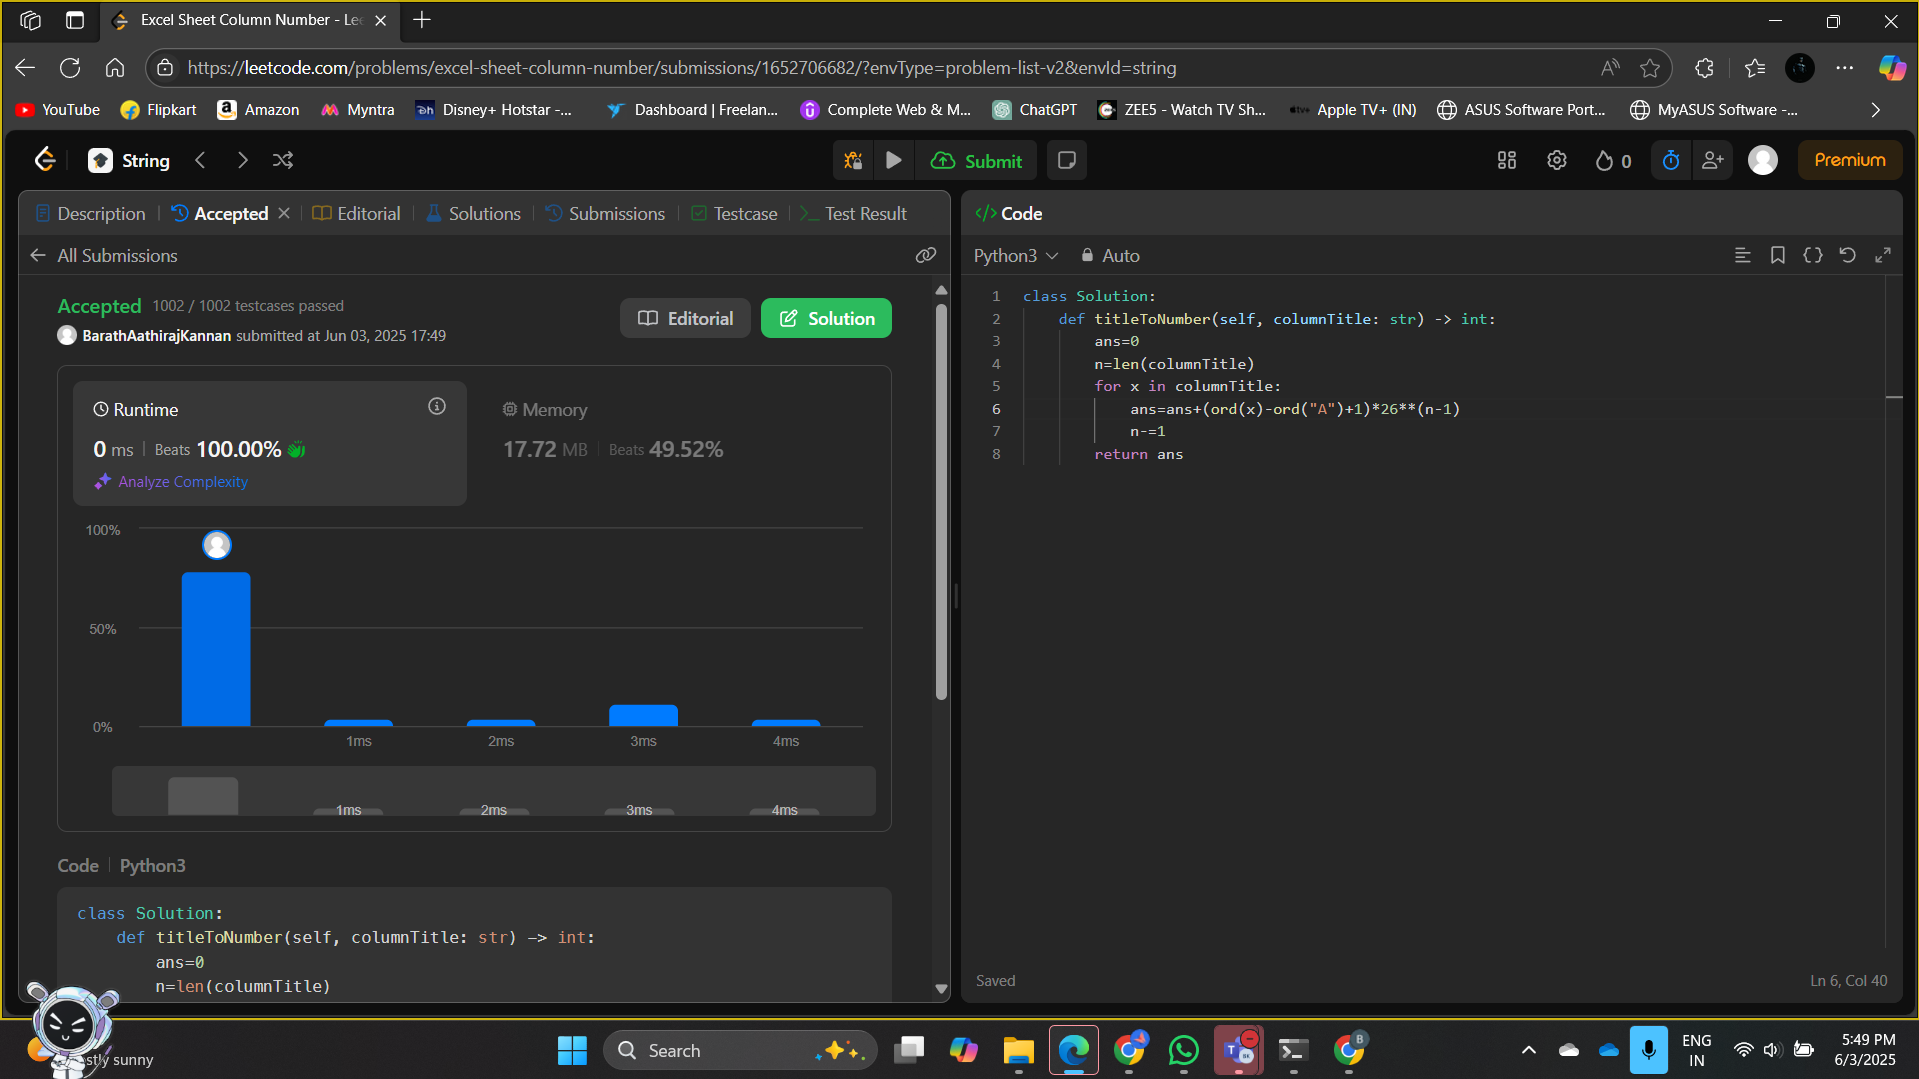 Excel Sheet Column Number - Le
https://leetcode.com/problems/excel-sheet-column-number/submissions/1652706682/?envType=problem-list-v2&envId=string
YouTube
Flipkart
Amazon
Myntra
Disney+ Hotstar -...
Dashboard | Freelan...
Complete Web & M...
ChatGPT
ZEE5 - Watch TV Sh...
Apple TV+ (IN)
ASUS Software Port...
MyASUS Software -...
String
Submit
0
Premium
Description
Accepted
Editorial
Solutions
Submissions
Testcase
Test Result
All Submissions
Accepted 1002 / 1002 testcases passed
BarathAathirajKannan submitted at Jun 03, 2025 17:49
Editorial
Solution
Runtime
0 ms | Beats 100.00%
Analyze Complexity
Memory
17.72 MB | Beats 49.52%
100%
50%
0%
1ms 2ms 3ms 4ms
1ms 2ms 3ms 4ms
Code | Python3
class Solution:
def titleToNumber(self, columnTitle: str) -> int:
ans=0
n=len(columnTitle)
</> Code
Python3
Auto
1 class Solution:
2 def titleToNumber(self, columnTitle: str) -> int:
3 ans=0
4 n=len(columnTitle)
5 for x in columnTitle:
6 ans=ans+(ord(x)-ord("A")+1)*26**(n-1)
7 n-=1
8 return ans
Saved
Ln 6, Col 40
sunny
Search
ENG
IN
5:49 PM
6/3/2025